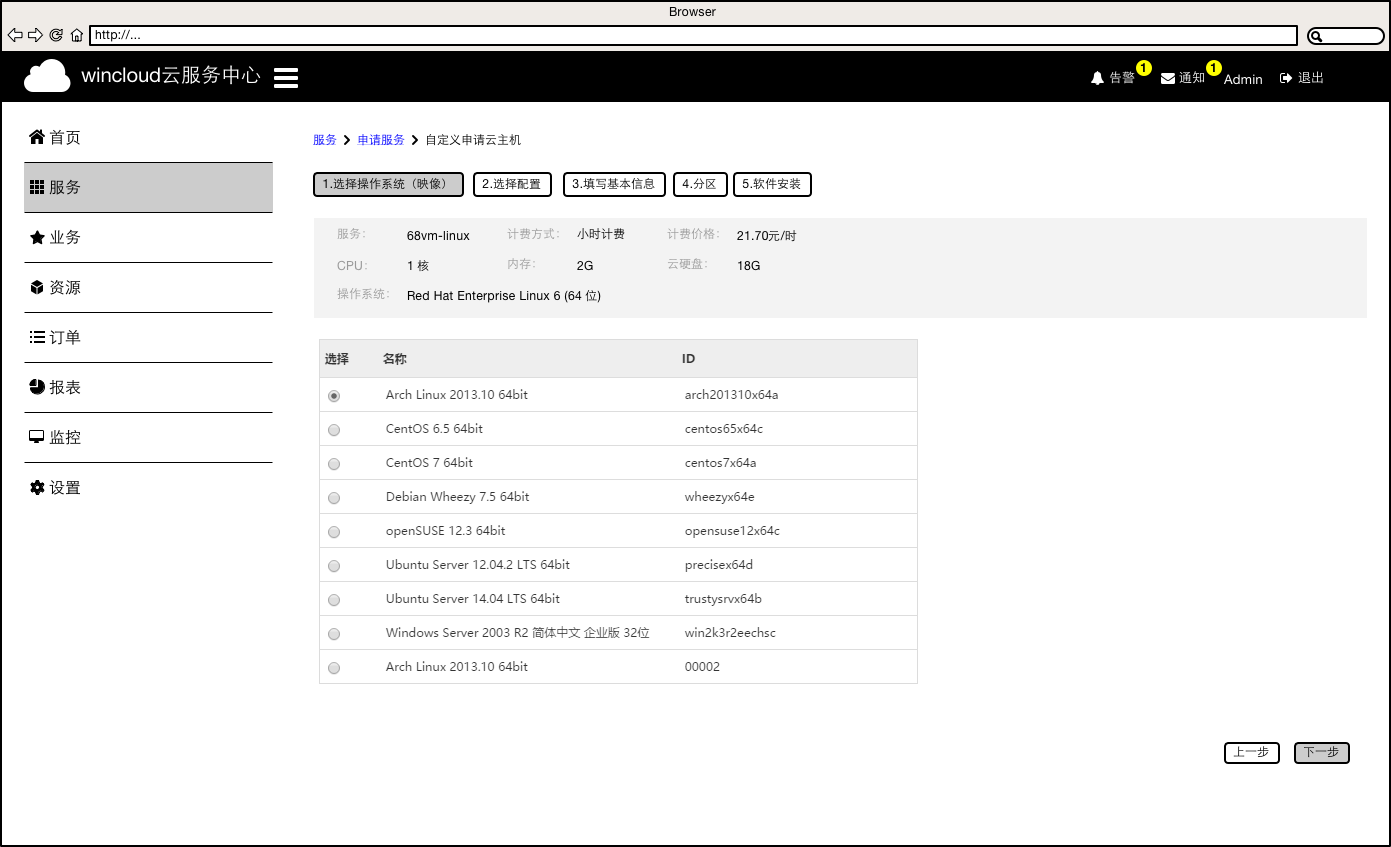 Browser
http://...
wincloud云服务中心
告警 1 通知 1 Admin 退出
首页
服务
业务
资源
订单
报表
监控
设置
服务 申请服务 自定义申请云主机
1.选择操作系统（映像） 2.选择配置 3.填写基本信息 4.分区 5.软件安装
服务： 68vm-linux 计费方式： 小时计费 计费价格： 21.70元/时
CPU： 1 核 内存： 2G 云硬盘： 18G
操作系统： Red Hat Enterprise Linux 6 (64 位)
选择 名称 ID
Arch Linux 2013.10 64bit arch201310x64a
CentOS 6.5 64bit centos65x64c
CentOS 7 64bit centos7x64a
Debian Wheezy 7.5 64bit wheezyx64e
openSUSE 12.3 64bit opensuse12x64c
Ubuntu Server 12.04.2 LTS 64bit precisex64d
Ubuntu Server 14.04 LTS 64bit trustysrvx64b
Windows Server 2003 R2 简体中文 企业版 32位 win2k3r2eechsc
Arch Linux 2013.10 64bit 00002
上一步 下一步